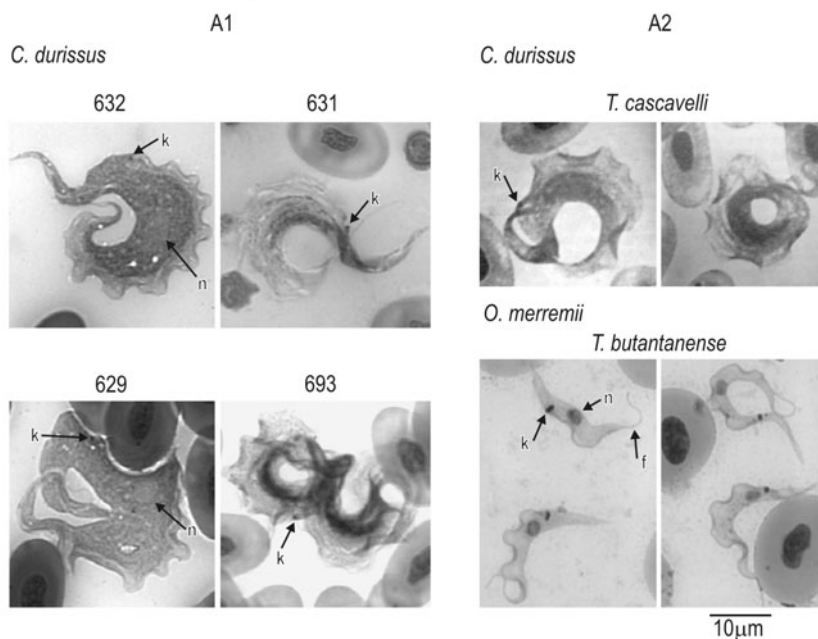 A1
C. durissus
632
631
k
n
k
629
693
k
n
k
A2
C. durissus
T. cascavelli
k
O. merremii
T. butantanense
n
k
f
10µm